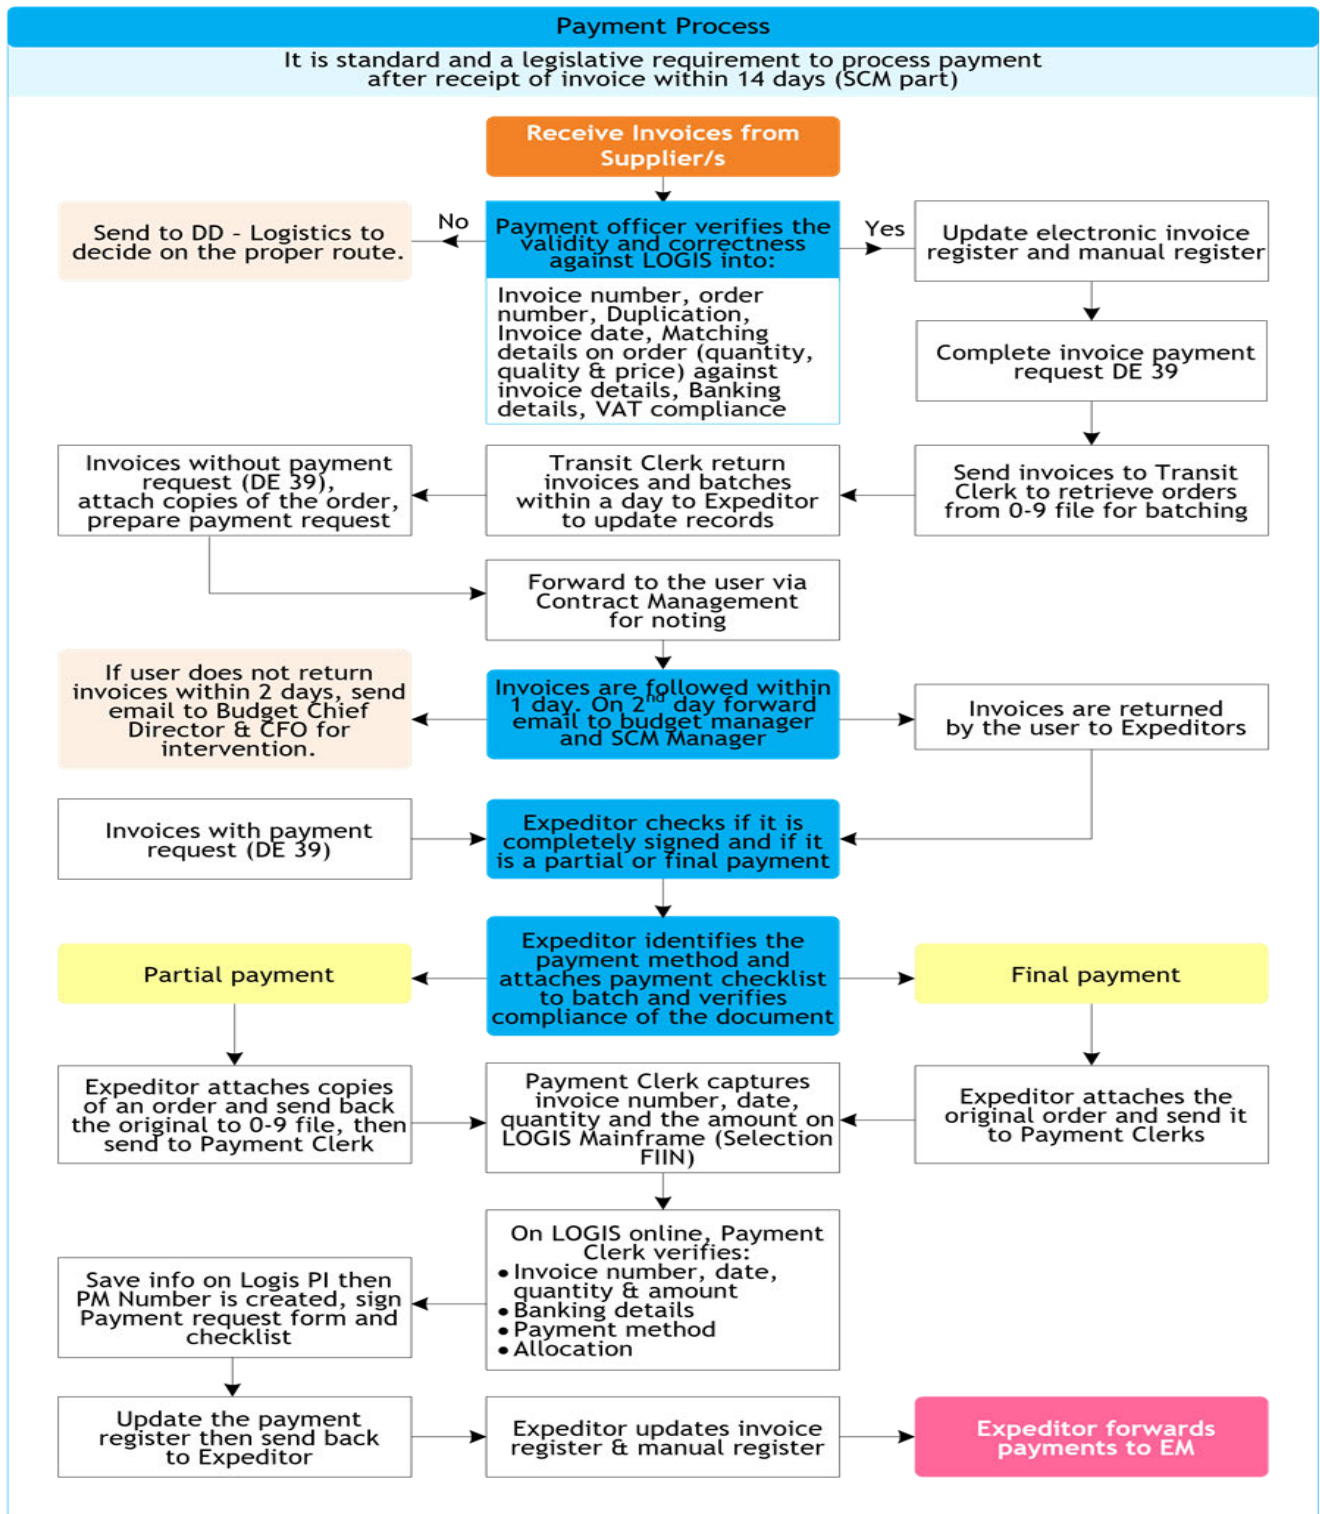 Payment Process
It is standard and a legislative requirement to process payment
after receipt of invoice within 14 days (SCM part)
Receive Invoices from
Supplier/s
Send to DD - Logistics to
decide on the proper route.
No
Payment officer verifies the
validity and correctness
against LOGIS into:
Invoice number, order
number, Duplication,
Invoice date, Matching
details on order (quantity,
quality & price) against
invoice details, Banking
details, VAT compliance
Yes
Update electronic invoice
register and manual register
Complete invoice payment
request DE 39
Invoices without payment
request (DE 39),
attach copies of the order,
prepare payment request
Transit Clerk return
invoices and batches
within a day to Expeditor
to update records
Send invoices to Transit
Clerk to retrieve orders
from 0-9 file for batching
Forward to the user via
Contract Management
for noting
If user does not return
invoices within 2 days, send
email to Budget Chief
Director & CFO for
intervention.
Invoices are followed within
1 day. On 2nd day forward
email to budget manager
and SCM Manager
Invoices are returned
by the user to Expeditors
Invoices with payment
request (DE 39)
Expeditor checks if it is
completely signed and if it
is a partial or final payment
Partial payment
Expeditor identifies the
payment method and
attaches payment checklist
to batch and verifies
compliance of the document
Final payment
Expeditor attaches copies
of an order and send back
the original to 0-9 file, then
send to Payment Clerk
Payment Clerk captures
invoice number, date,
quantity and the amount on
LOGIS Mainframe (Selection
FIIN)
Expeditor attaches the
original order and send it
to Payment Clerks
Save info on Logis PI then
PM Number is created, sign
Payment request form and
checklist
On LOGIS online, Payment
Clerk verifies:
• Invoice number, date,
quantity & amount
• Banking details
• Payment method
• Allocation
Update the payment
register then send back
to Expeditor
Expeditor updates invoice
register & manual register
Expeditor forwards
payments to EM